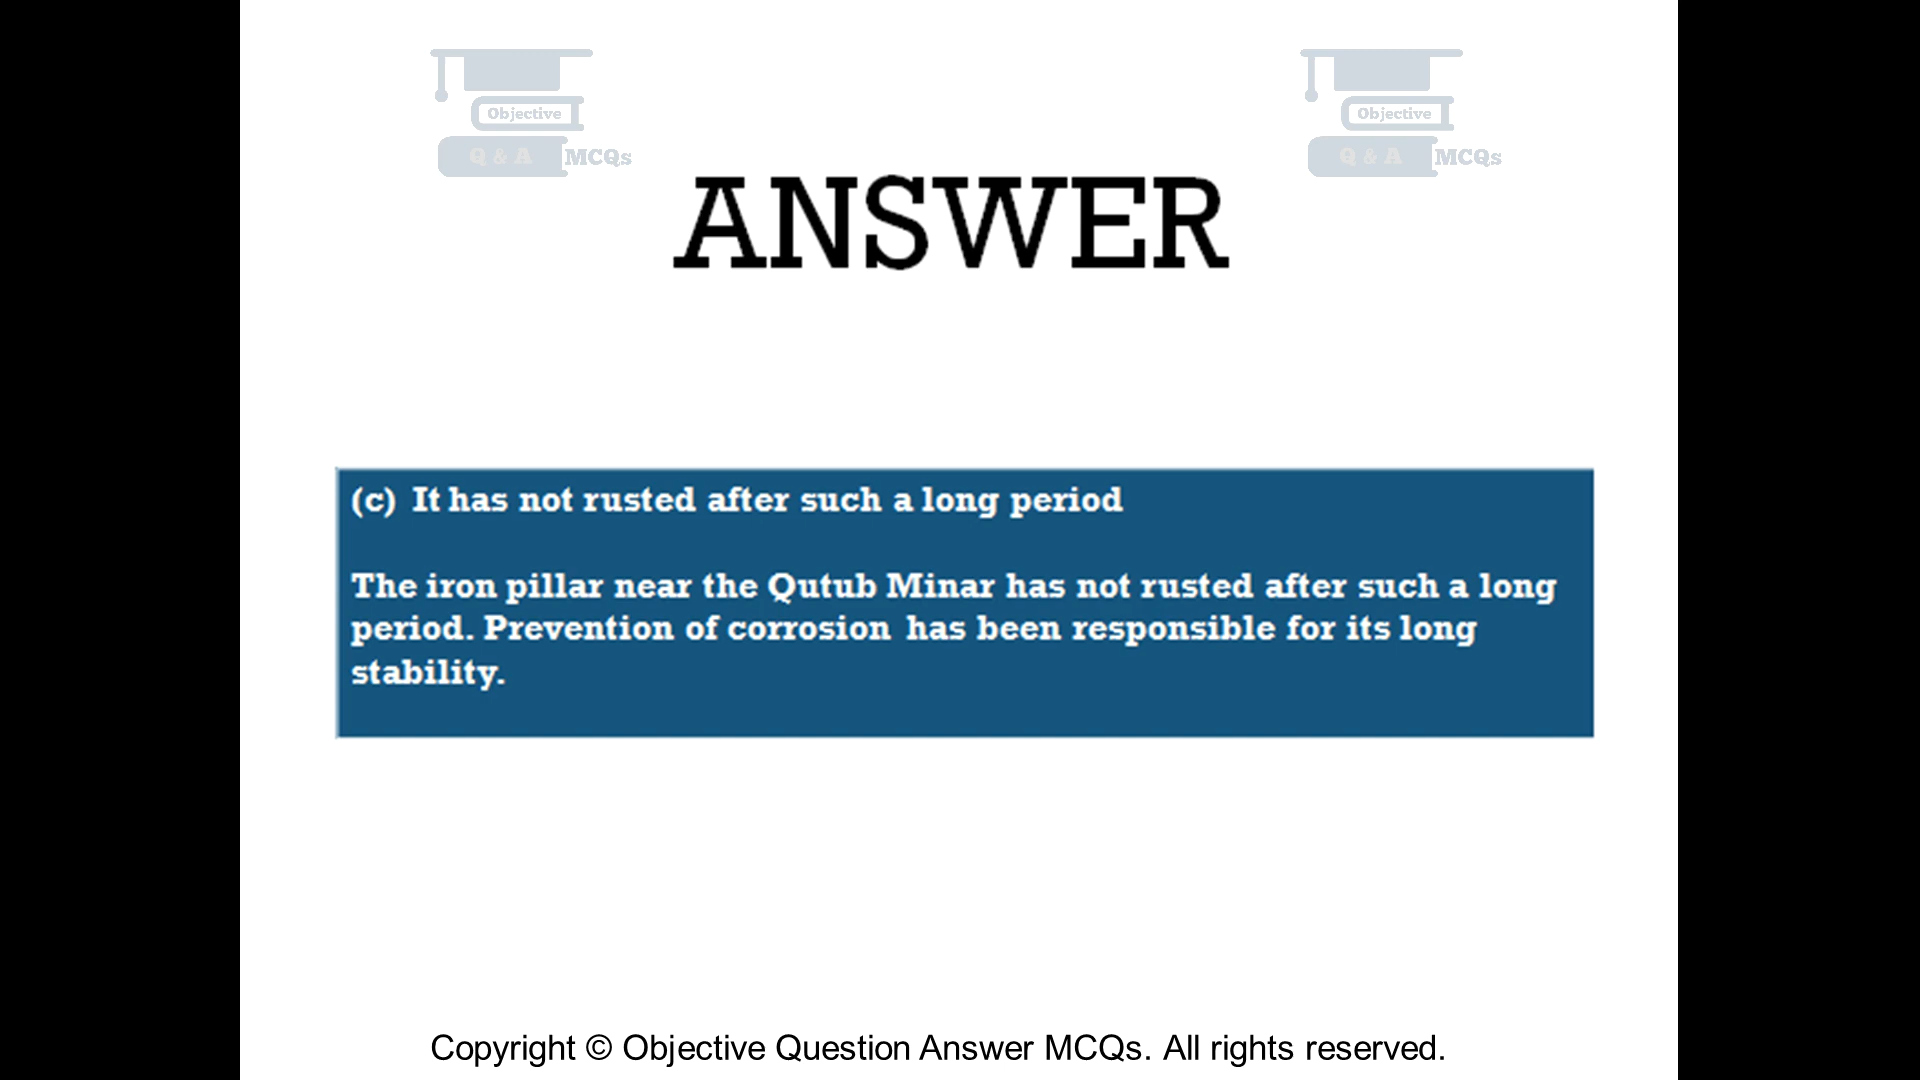 Objective
Q & A MCQs
Objective
Q & A MCQs
ANSWER
(c) It has not rusted after such a long period
The iron pillar near the Qutub Minar has not rusted after such a long
period. Prevention of corrosion has been responsible for its long
stability.
Copyright © Objective Question Answer MCQs. All rights reserved.